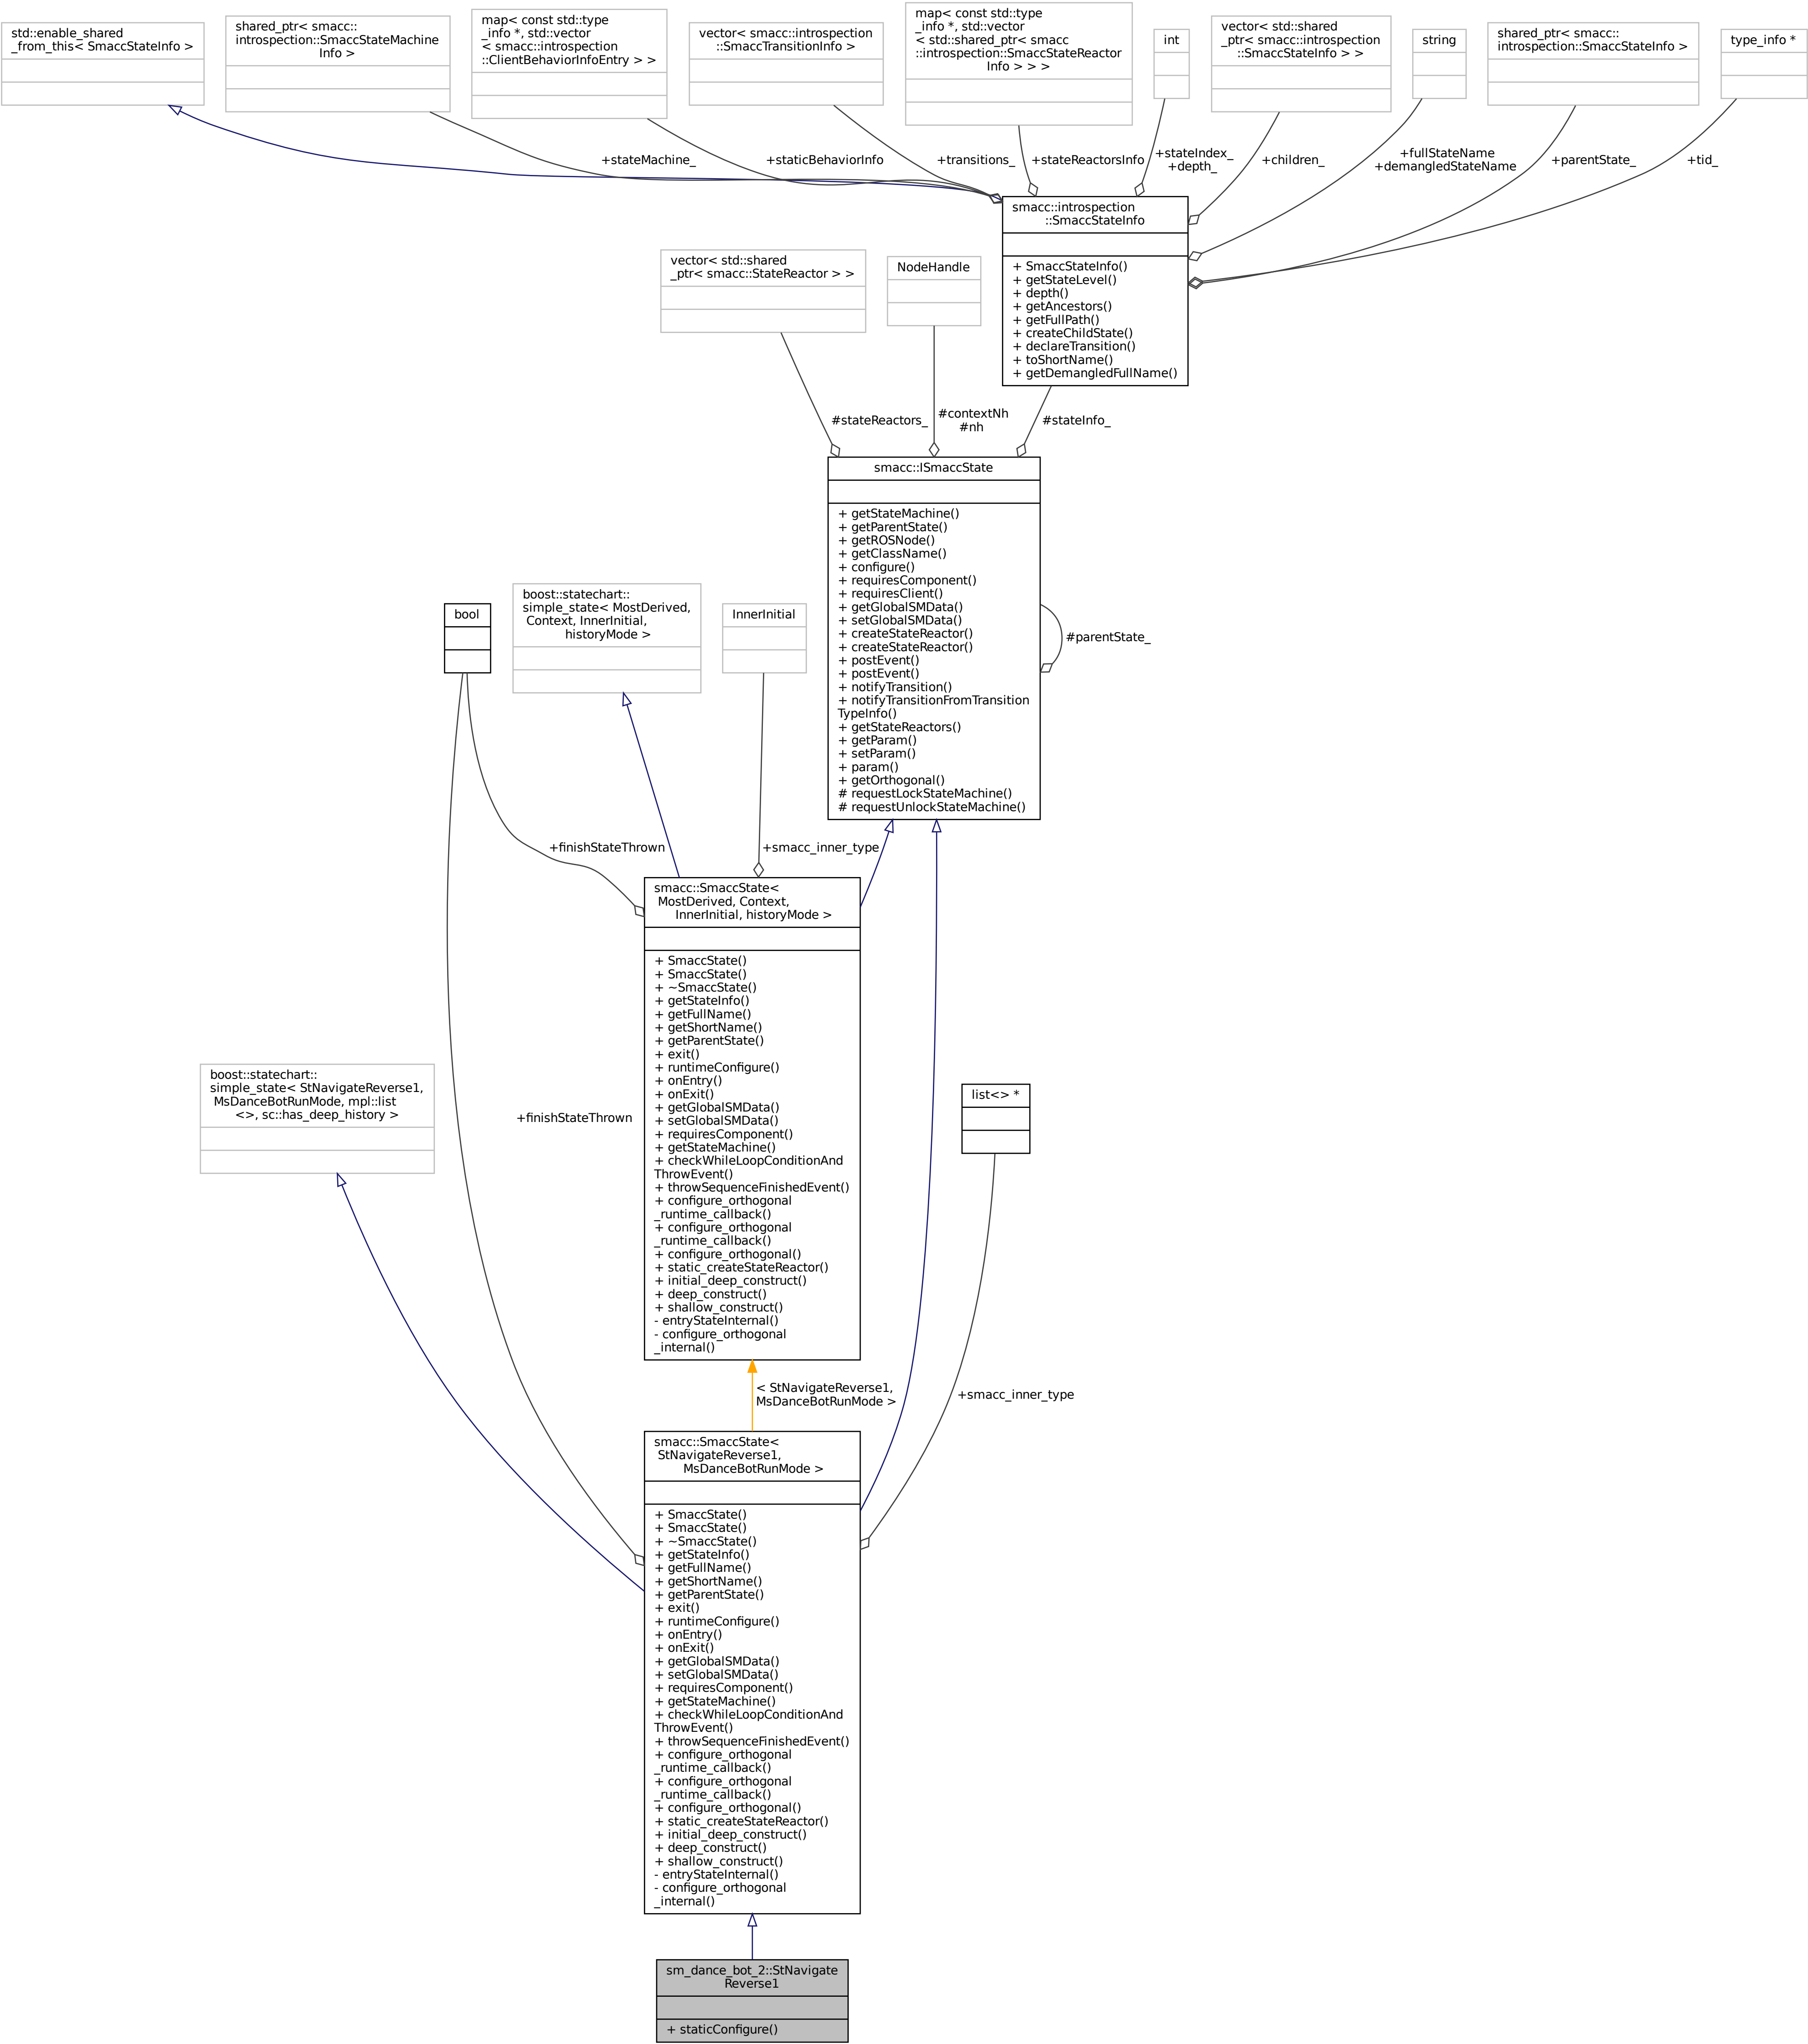 std::enable_shared
_from_this< SmaccStateInfo >
shared_ptr< smacc::
introspection::SmaccStateMachine
Info >
map< const std::type
_info *, std::vector
< smacc::introspection
::ClientBehaviorInfoEntry > >
vector< smacc::introspection
::SmaccTransitionInfo >
map< const std::type
_info *, std::vector
< std::shared_ptr< smacc
::introspection::SmaccStateReactor
Info > > >
int
vector< std::shared
_ptr< smacc::introspection
::SmaccStateInfo > >
string
shared_ptr< smacc::
introspection::SmaccStateInfo >
type_info *
+stateMachine_
+staticBehaviorInfo
+transitions_
+stateReactorsInfo
+stateIndex_
+depth_
+children_
+fullStateName
+demangledStateName
+parentState_
+tid_
smacc::introspection
::SmaccStateInfo
+ SmaccStateInfo()
+ getStateLevel()
+ depth()
+ getAncestors()
+ getFullPath()
+ createChildState()
+ declareTransition()
+ toShortName()
+ getDemangledFullName()
vector< std::shared
_ptr< smacc::StateReactor > >
NodeHandle
#stateReactors_
#contextNh
#nh
#stateInfo_
smacc::ISmaccState
+ getStateMachine()
+ getParentState()
+ getROSNode()
+ getClassName()
+ configure()
+ requiresComponent()
+ requiresClient()
+ getGlobalSMData()
+ setGlobalSMData()
+ createStateReactor()
+ createStateReactor()
+ postEvent()
+ postEvent()
+ notifyTransition()
+ notifyTransitionFromTransition
TypeInfo()
+ getStateReactors()
+ getParam()
+ setParam()
+ param()
+ getOrthogonal()
# requestLockStateMachine()
# requestUnlockStateMachine()
#parentState_
bool
boost::statechart::
simple_state< MostDerived,
Context, InnerInitial,
historyMode >
InnerInitial
+finishStateThrown
+smacc_inner_type
smacc::SmaccState<
MostDerived, Context,
InnerInitial, historyMode >
+ SmaccState()
+ SmaccState()
+ ~SmaccState()
+ getStateInfo()
+ getFullName()
+ getShortName()
+ getParentState()
+ exit()
+ runtimeConfigure()
+ onEntry()
+ onExit()
+ getGlobalSMData()
+ setGlobalSMData()
+ requiresComponent()
+ getStateMachine()
+ checkWhileLoopConditionAnd
ThrowEvent()
+ throwSequenceFinishedEvent()
+ configure_orthogonal
_runtime_callback()
+ configure_orthogonal
_runtime_callback()
+ configure_orthogonal()
+ static_createStateReactor()
+ initial_deep_construct()
+ deep_construct()
+ shallow_construct()
- entryStateInternal()
- configure_orthogonal
_internal()
boost::statechart::
simple_state< StNavigateReverse1,
MsDanceBotRunMode, mpl::list
<>, sc::has_deep_history >
+finishStateThrown
list<> *
< StNavigateReverse1,
MsDanceBotRunMode >
+smacc_inner_type
smacc::SmaccState<
StNavigateReverse1,
MsDanceBotRunMode >
+ SmaccState()
+ SmaccState()
+ ~SmaccState()
+ getStateInfo()
+ getFullName()
+ getShortName()
+ getParentState()
+ exit()
+ runtimeConfigure()
+ onEntry()
+ onExit()
+ getGlobalSMData()
+ setGlobalSMData()
+ requiresComponent()
+ getStateMachine()
+ checkWhileLoopConditionAnd
ThrowEvent()
+ throwSequenceFinishedEvent()
+ configure_orthogonal
_runtime_callback()
+ configure_orthogonal
_runtime_callback()
+ configure_orthogonal()
+ static_createStateReactor()
+ initial_deep_construct()
+ deep_construct()
+ shallow_construct()
- entryStateInternal()
- configure_orthogonal
_internal()
sm_dance_bot_2::StNavigate
Reverse1
+ staticConfigure()